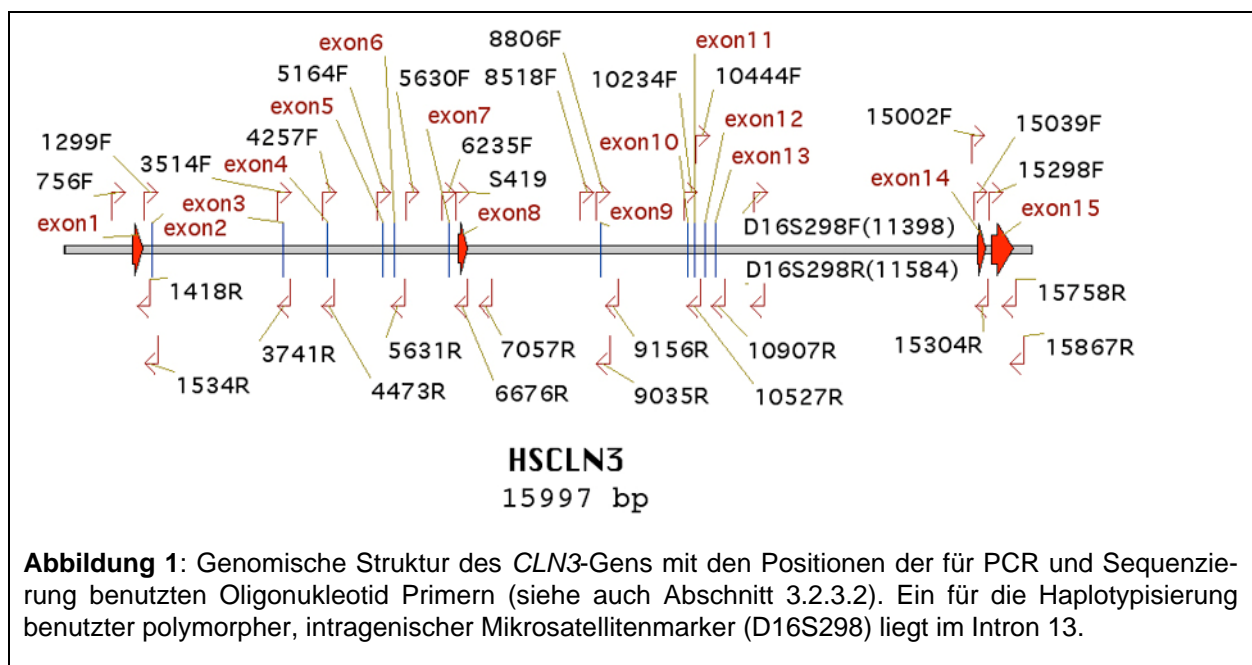 8806F
exon11
exon6
10234F
10444F
5164F
5630F
8518F
exon5
exon7
exon12
15002F
15039F
1299F
4257F
6235F
exon10
exon13
15298F
3514F
exon4
S419
exon14
756F
exon3
exon1
exon2
exon8
exon9
D16S298F(11398)
exon15
D16S298R(11584)
1418R
15758R
3741R
5631R
7057R
9156R
10907R
15304R
15867R
1534R
4473R
6676R
9035R
10527R
HSCLN3
15997 bp
Abbildung 1: Genomische Struktur des CLN3-Gens mit den Positionen der für PCR und Sequenzie-
rung benutzten Oligonukleotid Primern (siehe auch Abschnitt 3.2.3.2). Ein für die Haplotypisierung
benutzter polymorpher, intragenischer Mikrosatellitenmarker (D16S298) liegt im Intron 13.